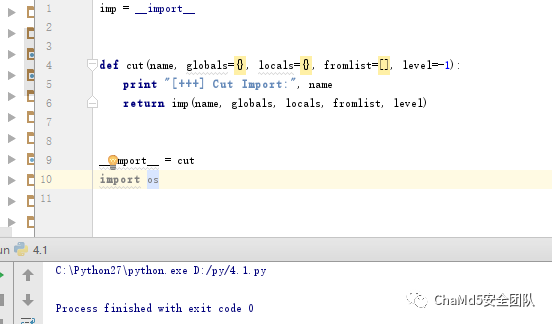 1 imp = __import__
2
3
4 def cut(name, globals={}, locals={}, fromlist=[], level=-1):
5 print "[+++] Cut Import:", name
6 return imp(name, globals, locals, fromlist, level)
7
8
9 __import__ = cut
10 import os
11
un 4.1
C:\Python27\python.exe D:/py/4.1.py
Process finished with exit code 0
ChaMd5安全团队